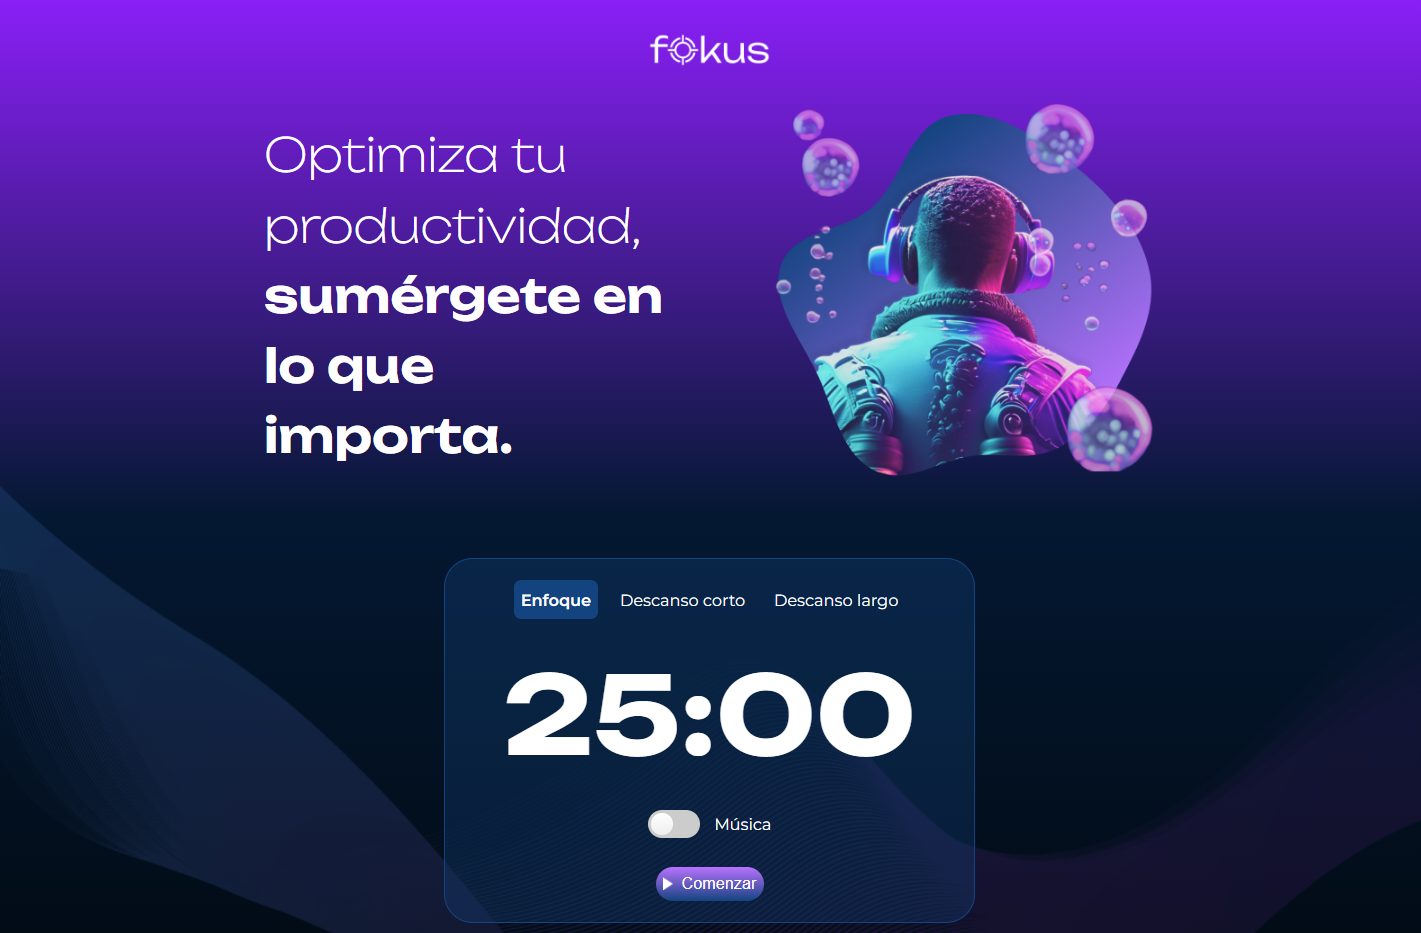 fokus
Optimiza tu
productividad,
sumérgete en
lo que
importa.
Enfoque Descanso corto Descanso largo
25:00
Música
Comenzar